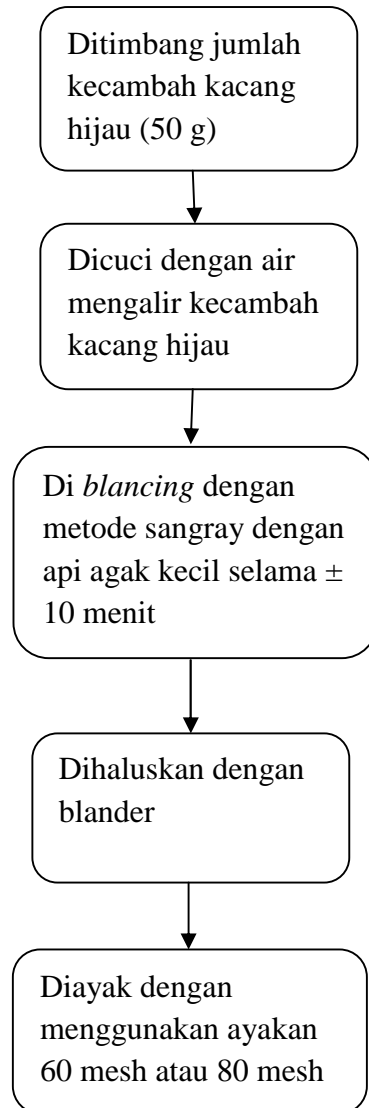 Ditimbang jumlah
kecambah kacang
hijau (50 g)
Dicuci dengan air
mengalir kecambah
kacang hijau
Di blancing dengan
metode sangray dengan
api agak kecil selama ±
10 menit
Dihaluskan dengan
blander
Diayak dengan
menggunakan ayakan
60 mesh atau 80 mesh